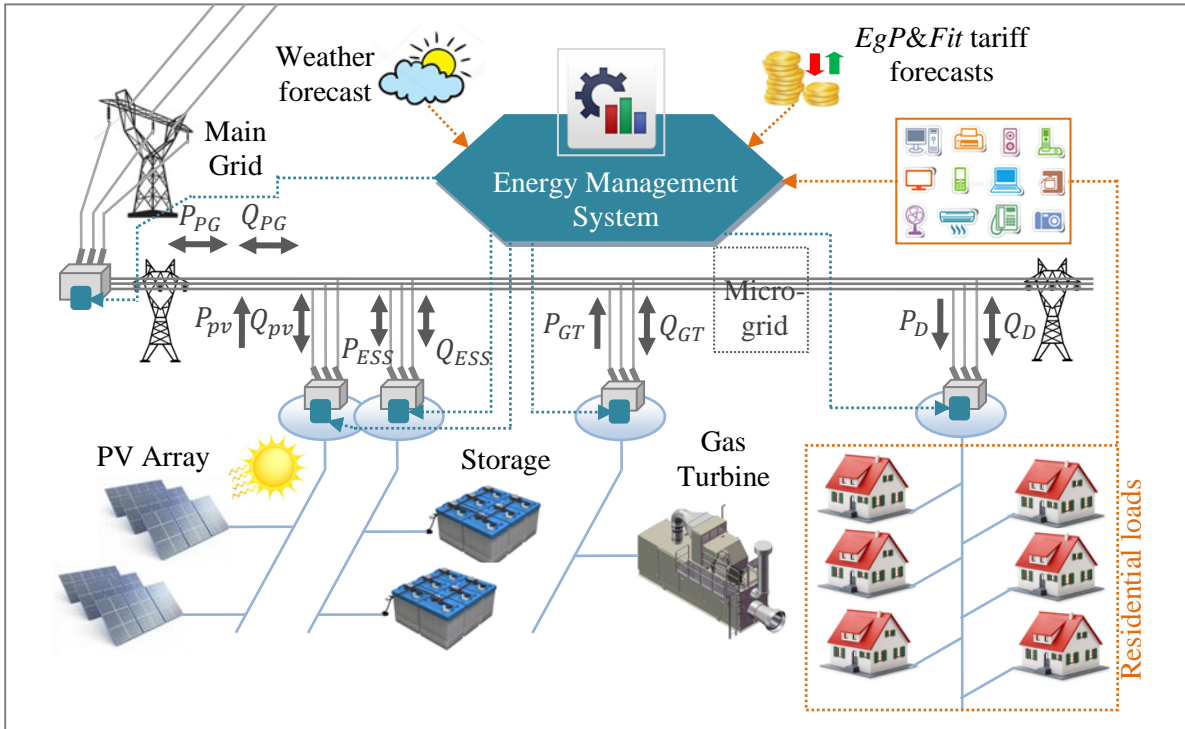 Weather
forecast
EgP&Fit tariff
forecasts
Main
Grid
Energy Management
System
P_PG Q_PG
Micro-
grid
P_pv Q_pv
P_ESS
Q_ESS
P_GT
Q_GT
P_D
Q_D
PV Array
Storage
Gas
Turbine
Residential loads